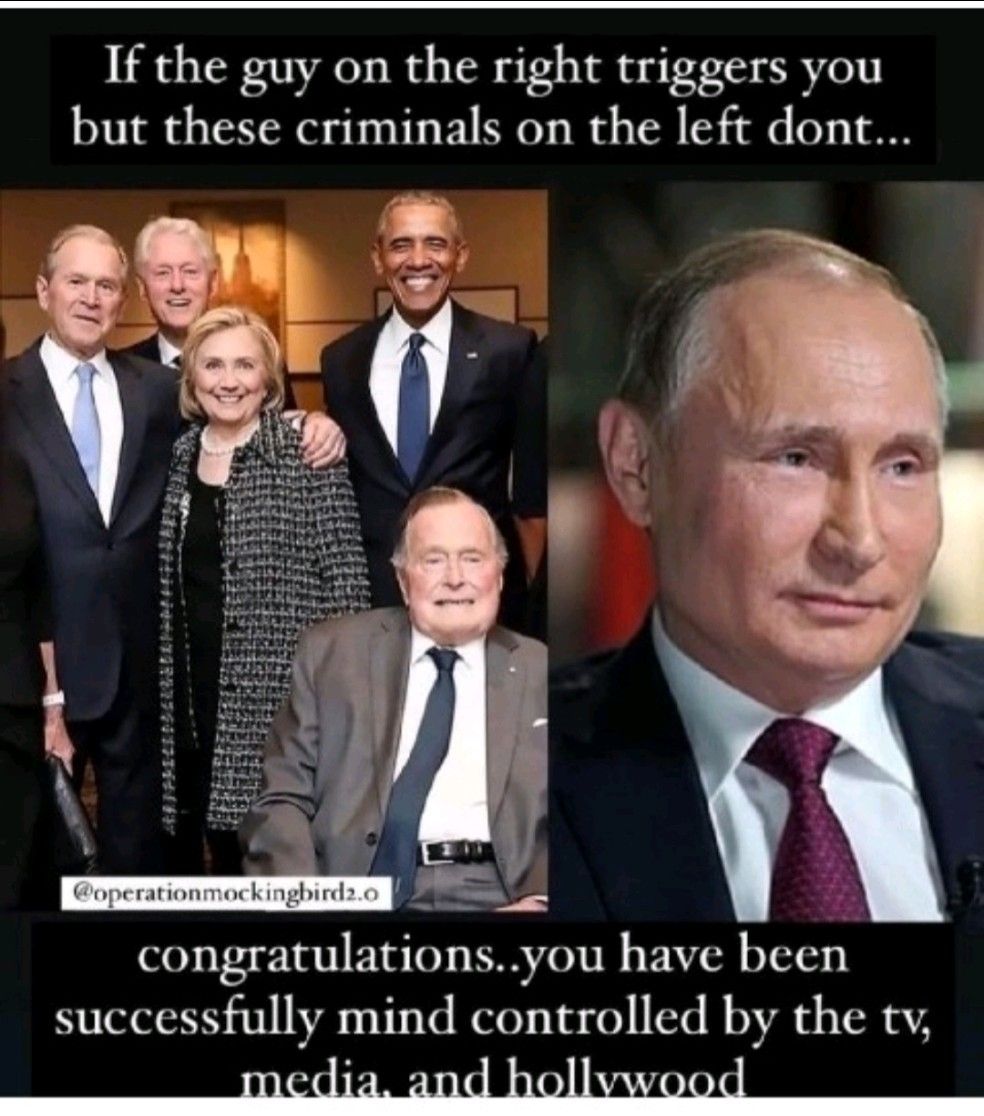 If the guy on the right triggers you
but these criminals on the left dont...
@operationmockingbird2.0
congratulations..you have been
successfully mind controlled by the tv,
media, and hollywood